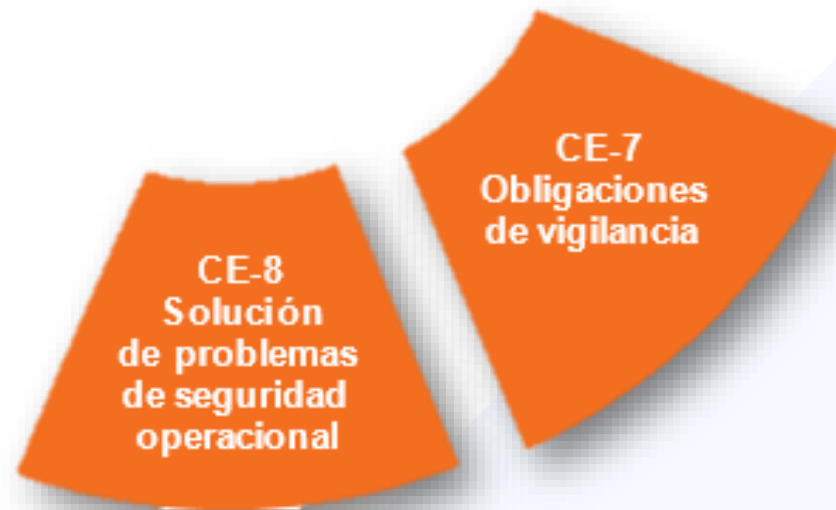 CE-7
Obligaciones
de vigilancia
CE-8
Solución
de problemas
de seguridad
operacional